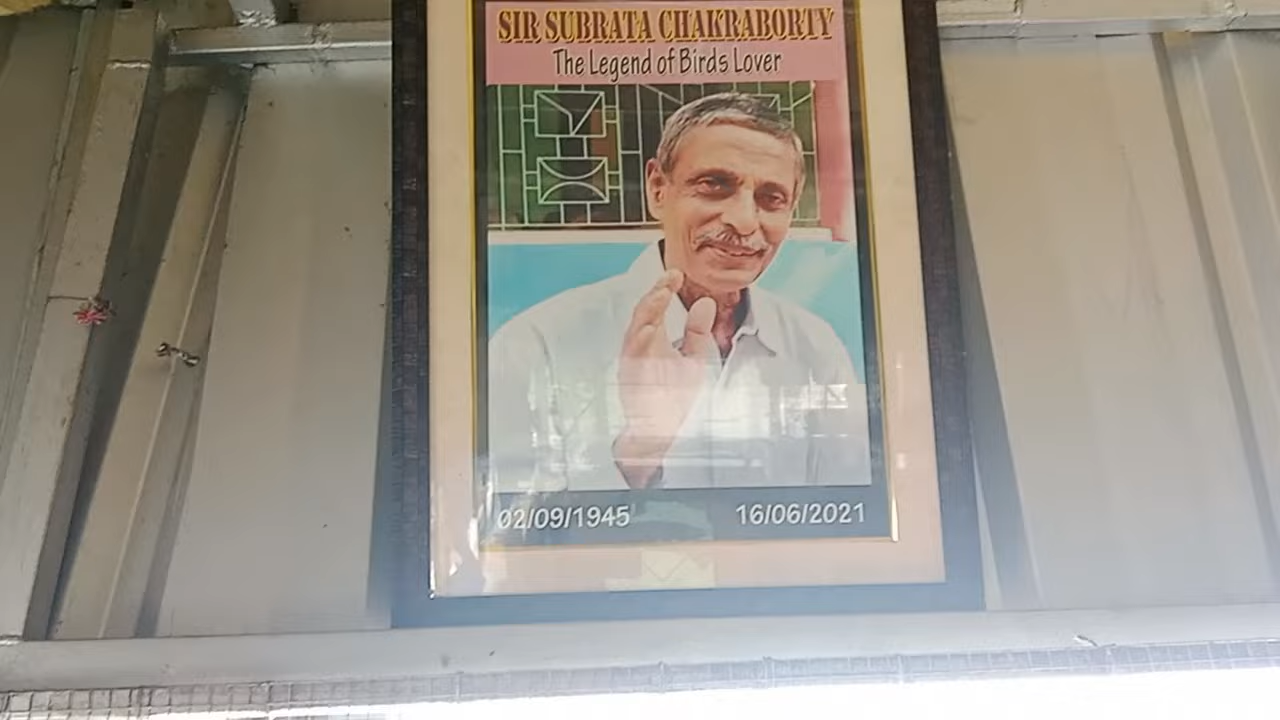 SIR SUBRATA CHAKRABORTY
The Legend of Birds Lover
02/09/1945 16/06/2021